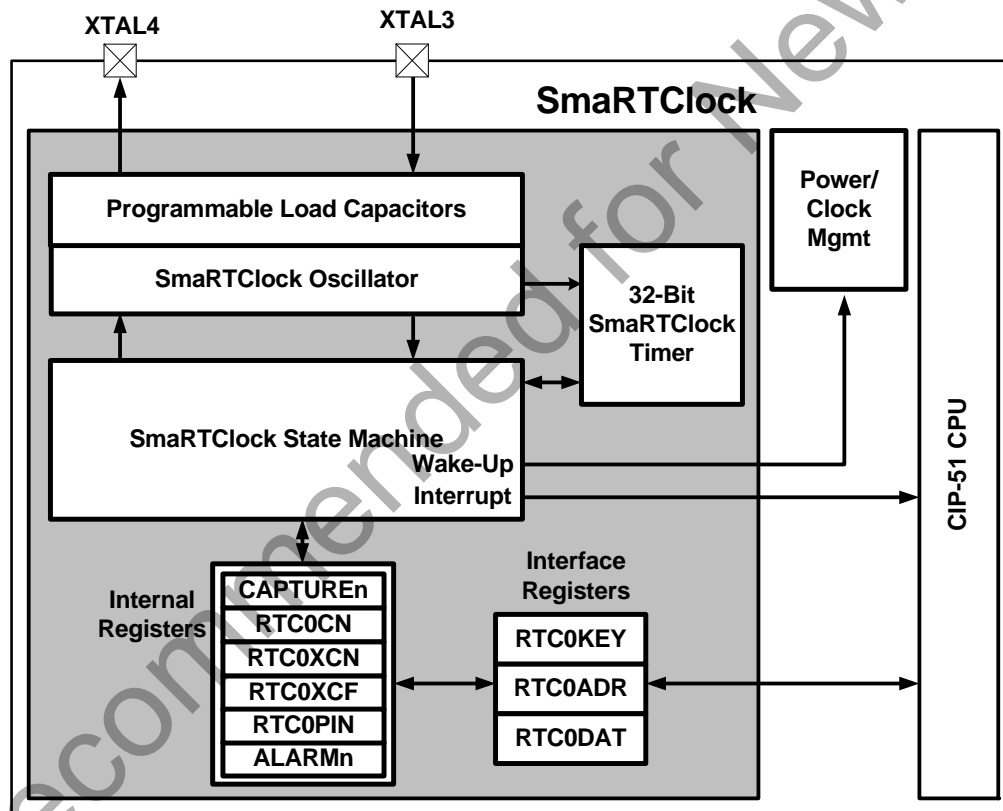 XTAL4
XTAL3
SmaRTClock
Programmable Load Capacitors
SmaRTClock Oscillator
32-Bit
SmaRTClock
Timer
Power/
Clock
Mgmt
CIP-51 CPU
SmaRTClock State Machine
Wake-Up
Interrupt
Internal
Registers
CAPTUREn
RTC0CN
RTC0XCN
RTC0XCF
RTC0PIN
ALARMn
Interface
Registers
RTC0KEY
RTC0ADR
RTC0DAT
ecommended for New